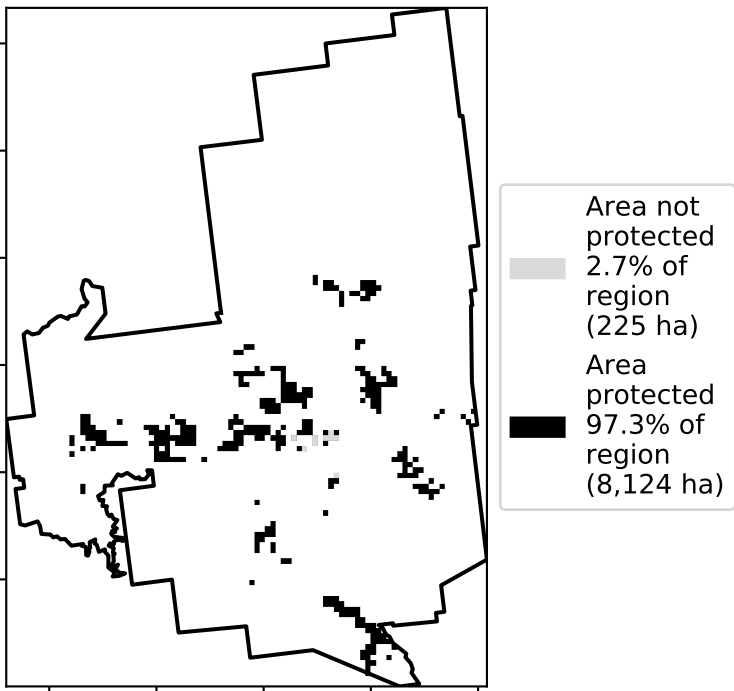 Area not
protected
2.7% of
region
(225 ha)
Area
protected
97.3% of
region
(8,124 ha)